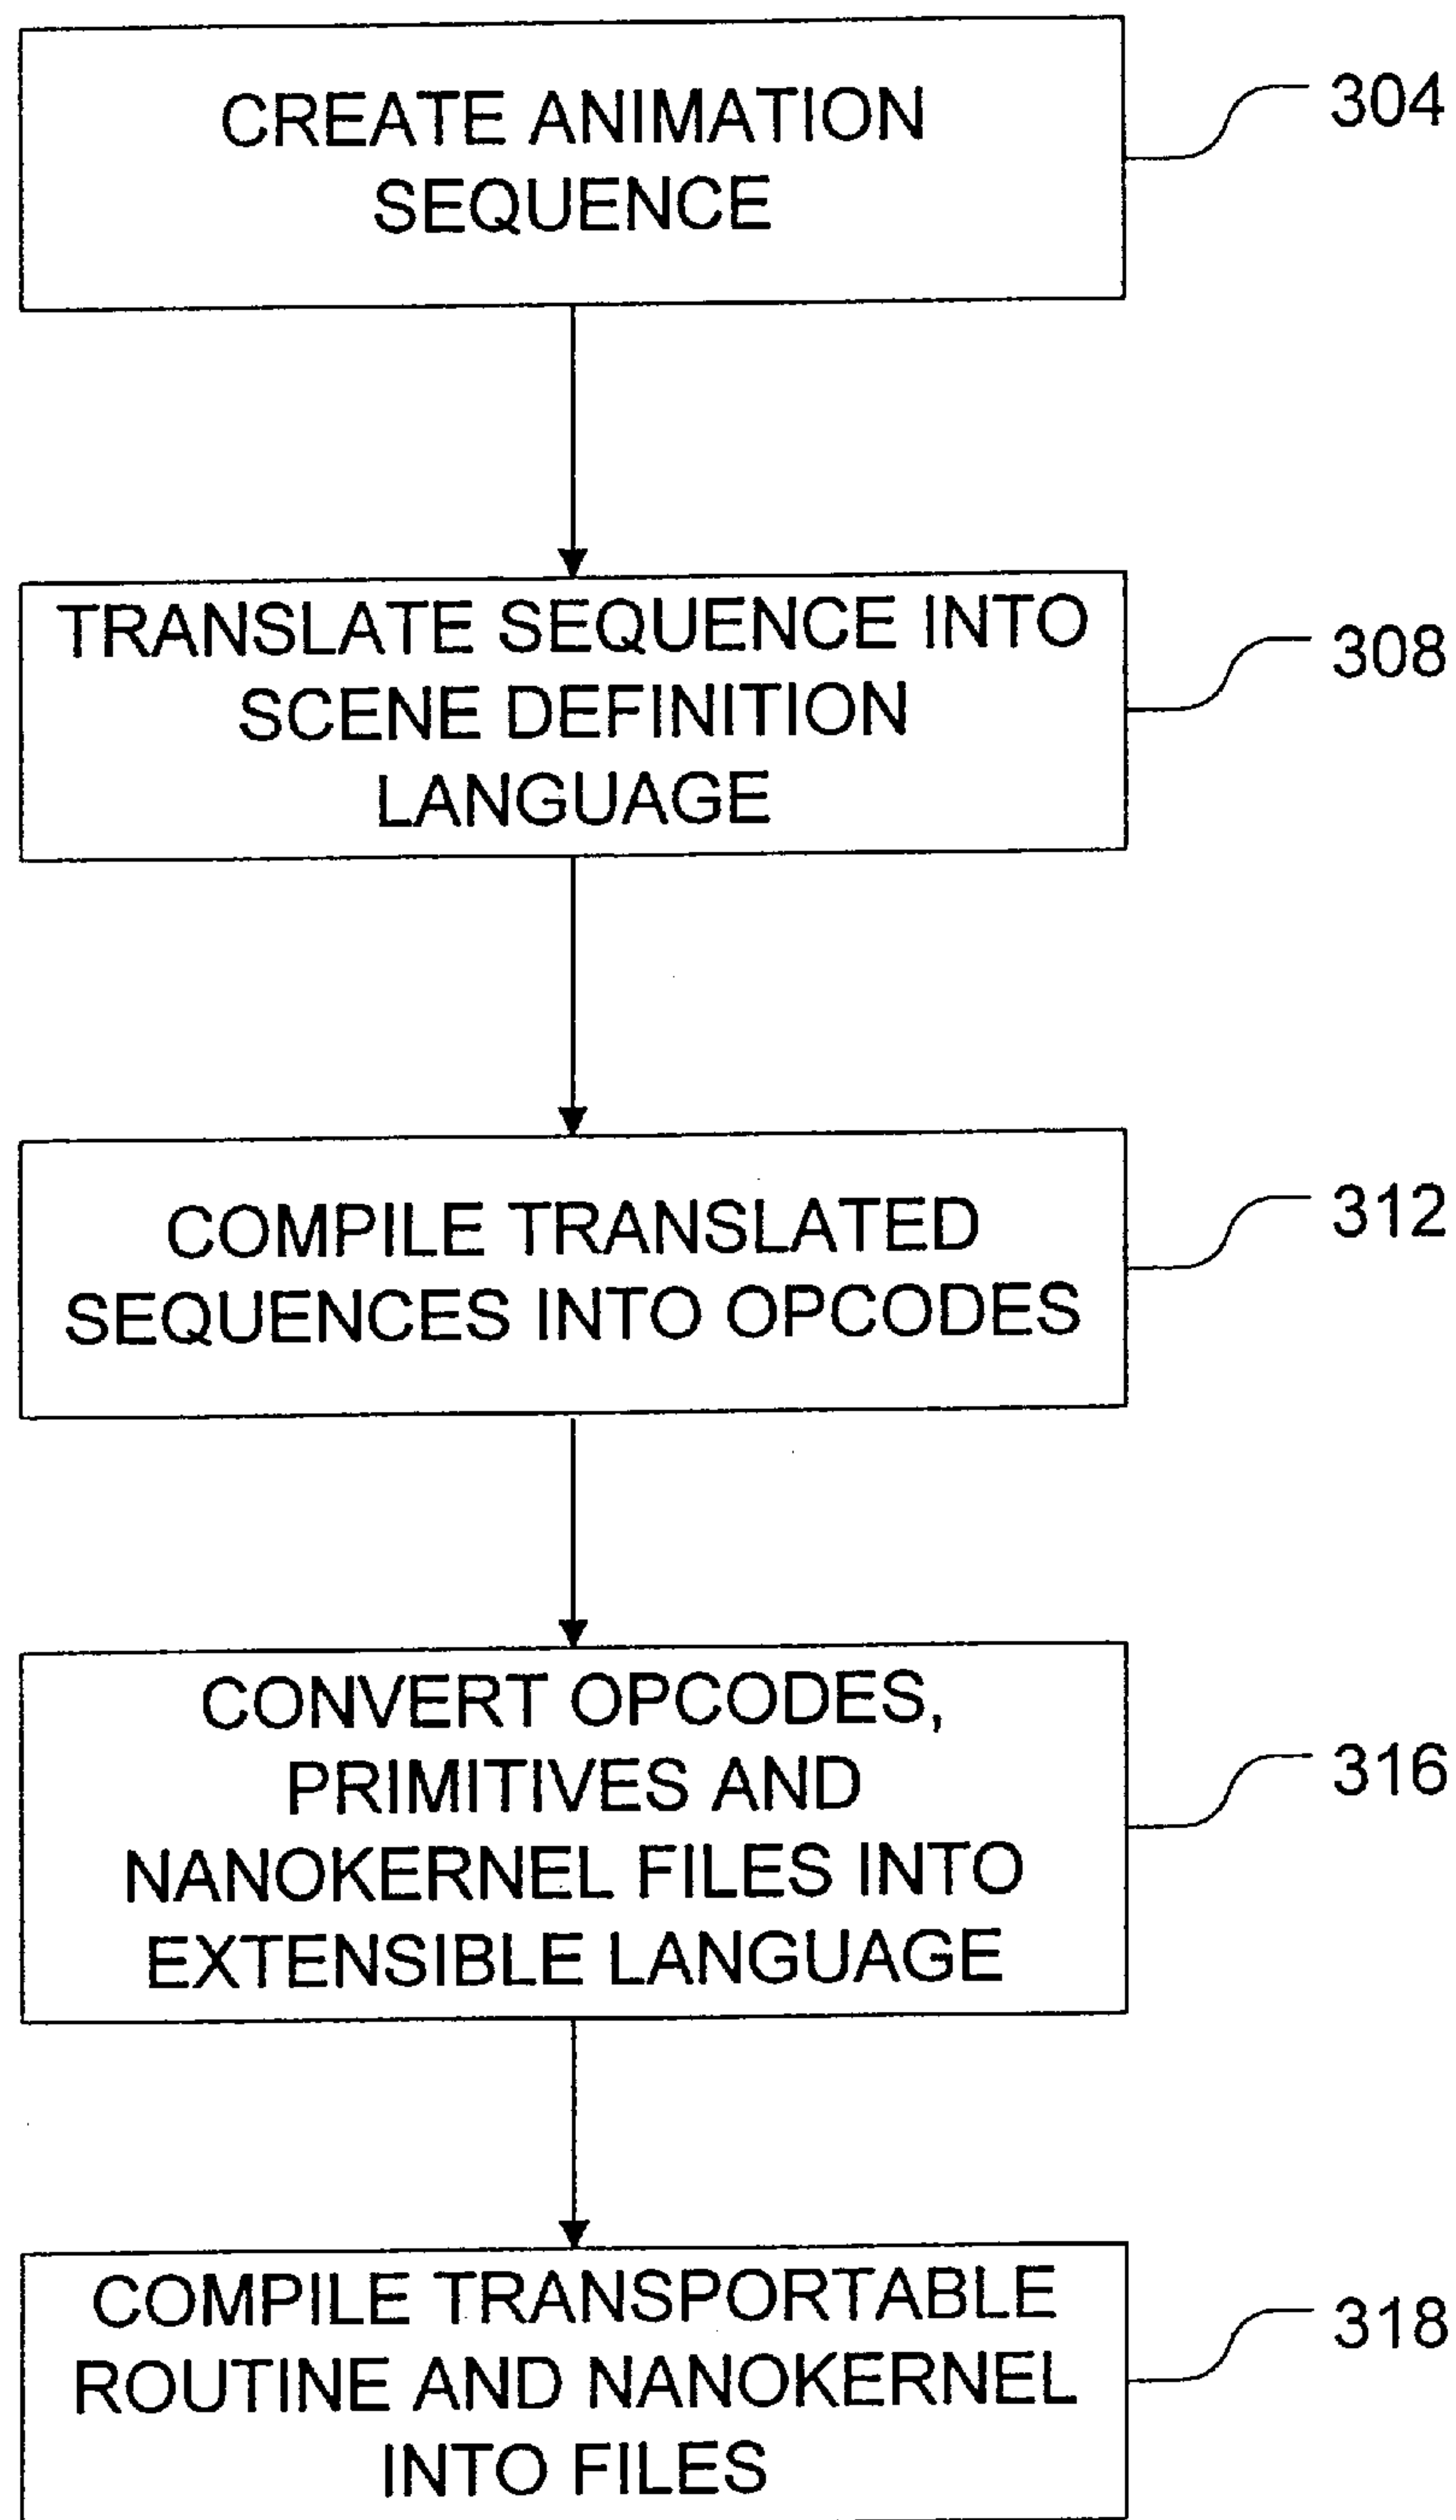 CREATE ANIMATION
SEQUENCE
304
TRANSLATE SEQUENCE INTO
SCENE DEFINITION
LANGUAGE
308
COMPILE TRANSLATED
SEQUENCES INTO OPCODES
312
CONVERT OPCODES,
PRIMITIVES AND
NANOKERNEL FILES INTO
EXTENSIBLE LANGUAGE
316
COMPILE TRANSPORTABLE
ROUTINE AND NANOKERNEL
INTO FILES
318